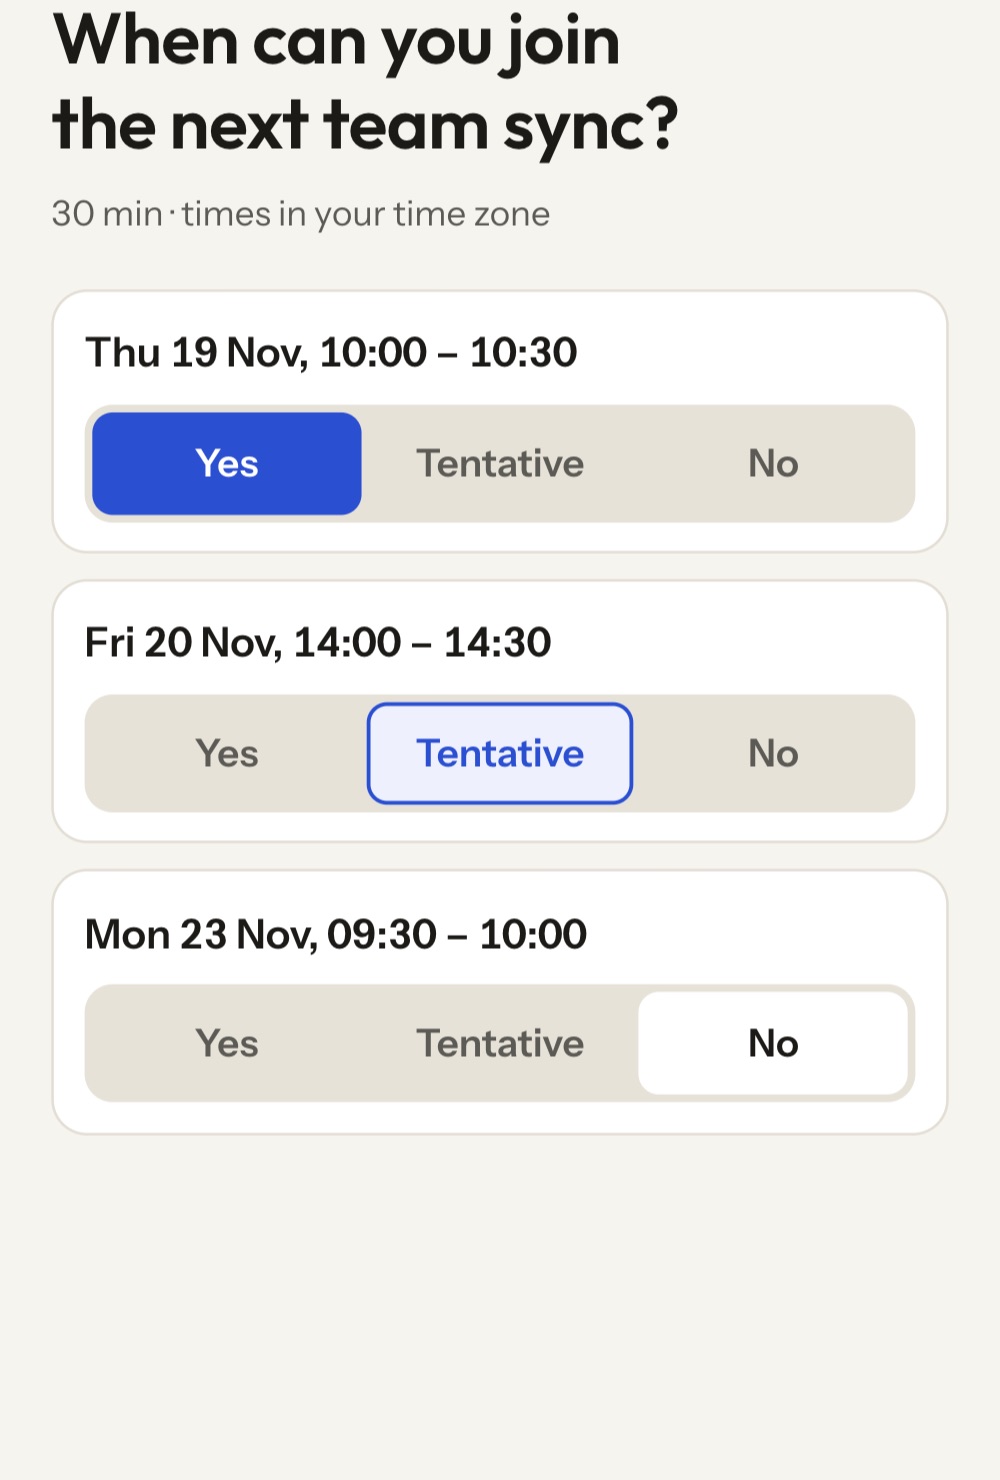 When can you join
the next team sync?
30 min · times in your time zone
Thu 19 Nov, 10:00 – 10:30
Yes Tentative No
Fri 20 Nov, 14:00 – 14:30
Yes Tentative No
Mon 23 Nov, 09:30 – 10:00
Yes Tentative No